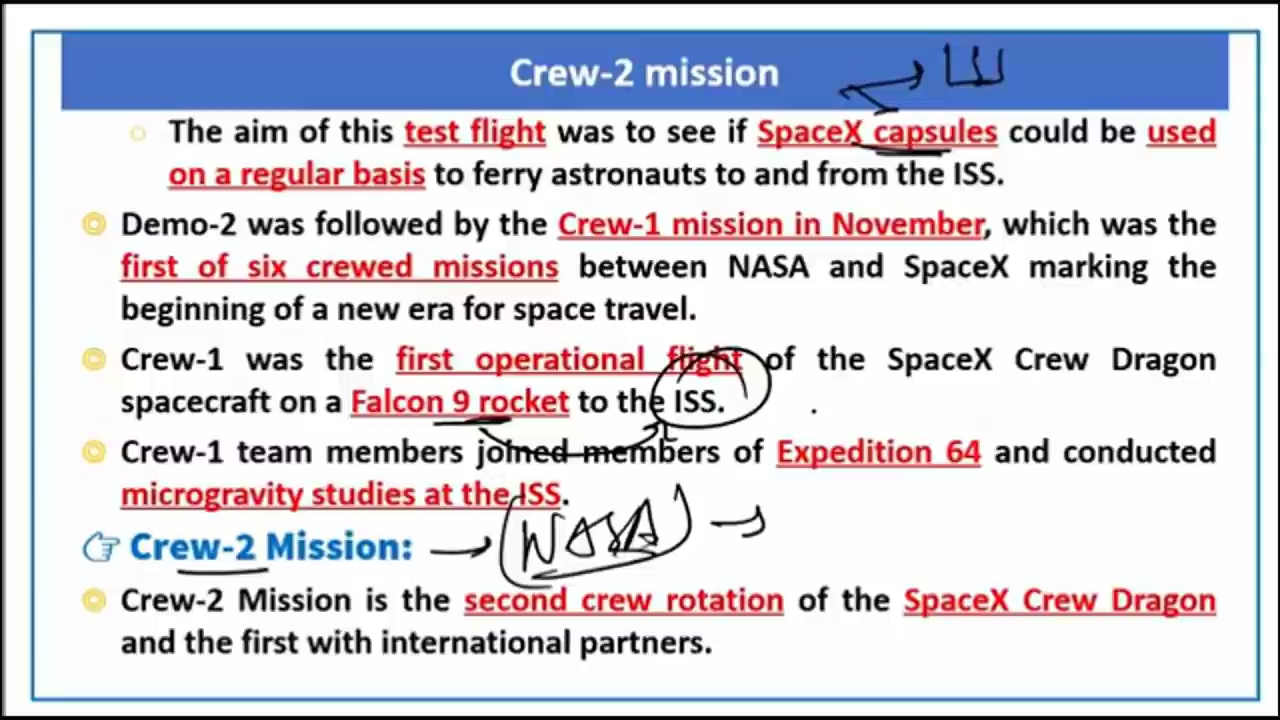 Crew-2 mission
The aim of this test flight was to see if SpaceX capsules could be used
on a regular basis to ferry astronauts to and from the ISS.
Demo-2 was followed by the Crew-1 mission in November, which was the
first of six crewed missions between NASA and SpaceX marking the
beginning of a new era for space travel.
Crew-1 was the first operational flight of the SpaceX Crew Dragon
spacecraft on a Falcon 9 rocket to the ISS.
Crew-1 team members joined members of Expedition 64 and conducted
microgravity studies at the ISS.
Crew-2 Mission: NASA
Crew-2 Mission is the second crew rotation of the SpaceX Crew Dragon
and the first with international partners.